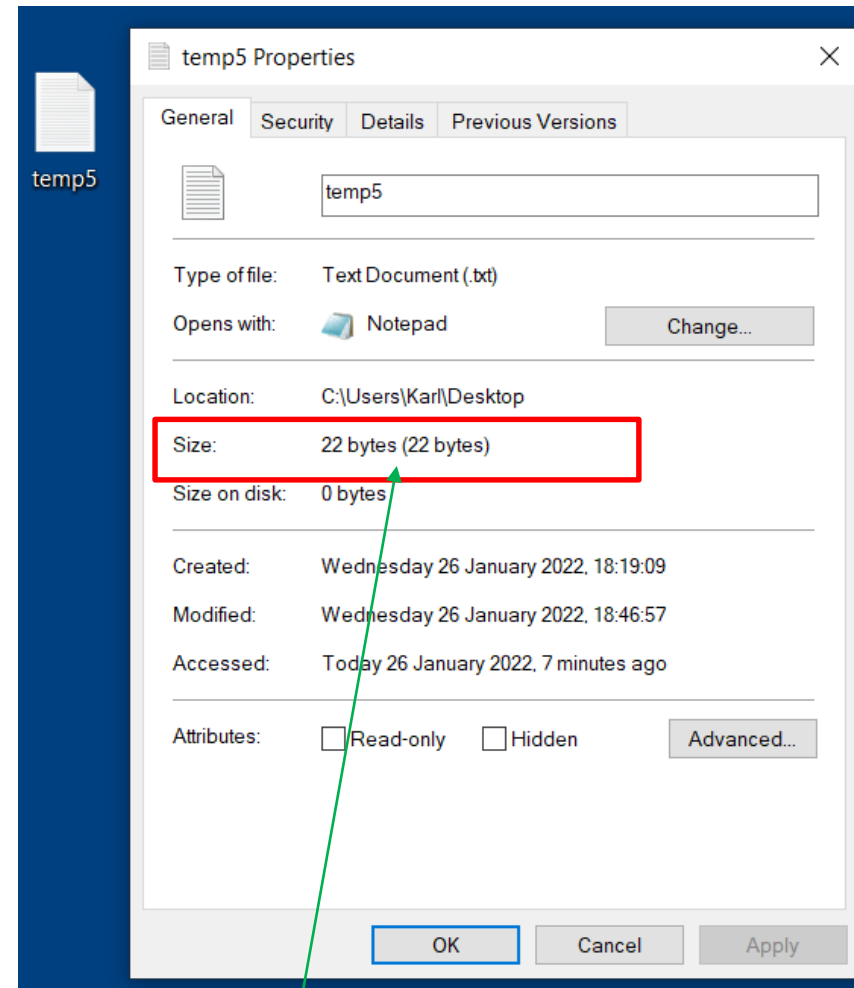 temp5 Properties
General Security Details Previous Versions
temp5
temp5
Type of file: Text Document (.txt)
Opens with: Notepad Change...
Location: C:\Users\Karl\Desktop
Size: 22 bytes (22 bytes)
Size on disk: 0 bytes
Created: Wednesday 26 January 2022, 18:19:09
Modified: Wednesday 26 January 2022, 18:46:57
Accessed: Today 26 January 2022, 7 minutes ago
Attributes: Read-only Hidden Advanced...
OK Cancel Apply